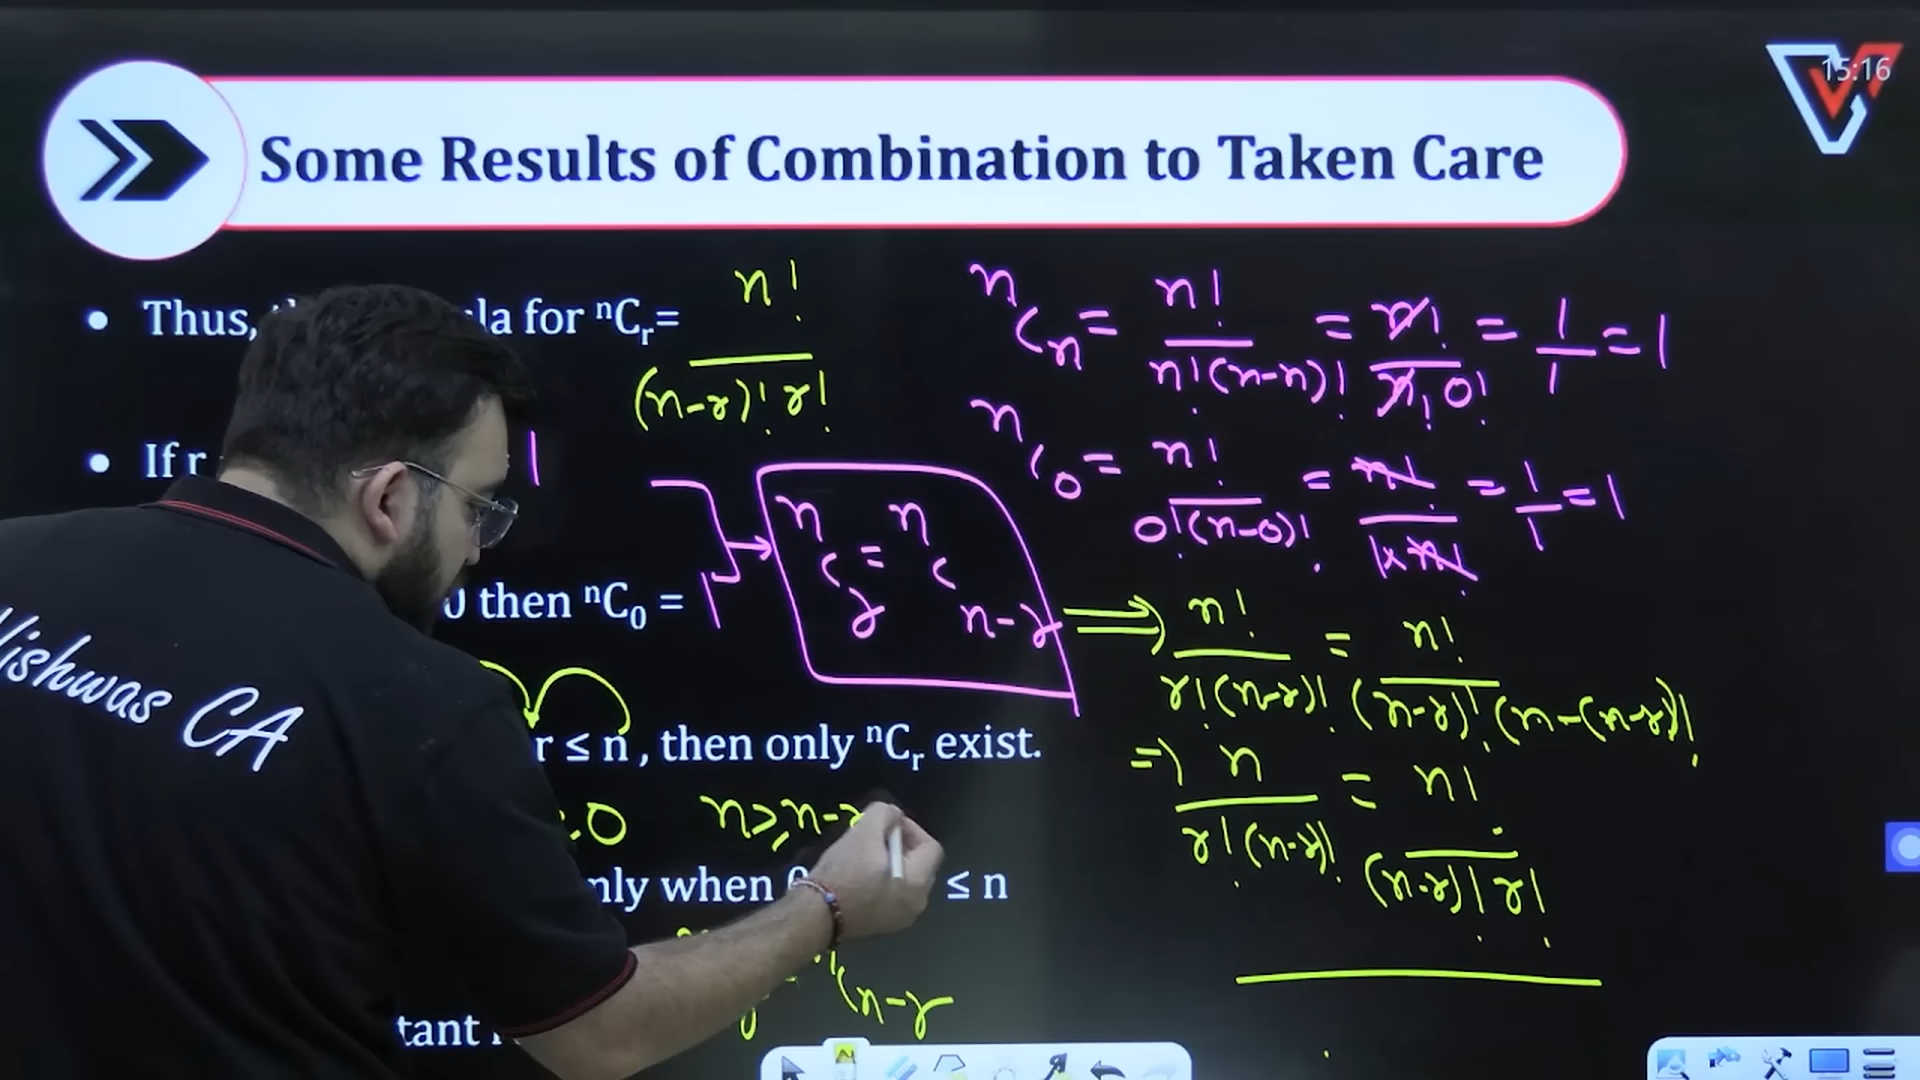 15:16
Some Results of Combination to Taken Care
• Thus, la for ⁿCᵣ= n! / (n-r)! r!
ⁿCₙ = n! / n!(n-n)! = n! / n! 0! = 1/1 = 1
• If r 1
ⁿC₀ = n! / 0!(n-0)! = n! / 1×n! = 1/1 = 1
ⁿCᵣ = ⁿCₙ₋ᵣ
0 then ⁿC₀ = 1
⇒ n! / r!(n-r)! = n! / (n-r)! (n-(n-r)!
r ≤ n , then only ⁿCᵣ exist.
⇒ n / r!(n-r)! = n! / (n-r)! r!
0 n≥n-r
nly when ≤ n
(n-r
tant
Vishwas CA